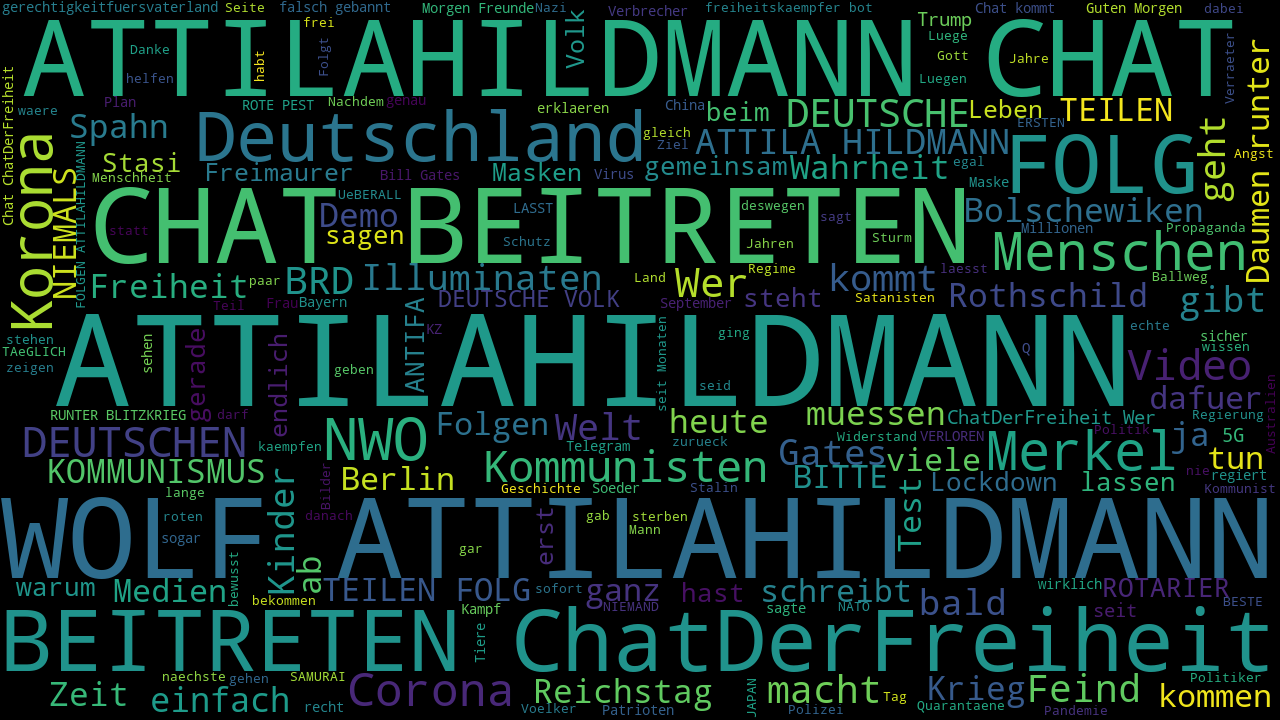 gerechtigkeitfuersvaterland Seite falsch gebannt Morgen Freunde Nazi Verbrecher freiheitskaempfer bot Chat kommt Guten Morgen dabei
ATTILAHILDMANN CHAT
frei Danke helfen habt Folgt Volk Trump Luege Gott Luegen Jahre Verraeter
Chat ChatDerFreiheit waere Plan ROTE PEST Nachdem genau erklaeren China beim DEUTSCHE Leben TEILEN
Spahn Deutschland gleich Ziel ATTILA HILDMANN ERSTEN FOLG geht Angst Daumen runter
Korona Stasi Menschheit Freimaurer Bill Gates Masken Virus gemeinsam Wahrheit egal Maske
NIEMALS FOLGEN ATTILAHILDMANN statt UeBERALL Demo sagen LASST Schutz deswegen Jahren sagt Sturm Bolschewiken Millionen Propaganda
CHAT BEITRETEN
Menschen
Freiheit paar BRD Illuminaten Land Wer Regime kommt laesst Ballweg
Teil Frau Bayern DEUTSCHE VOLK September steht Satanisten Rothschild gibt
stehen TAeGLICH zeigen sehen gerade endlich geben ANTIFA KZ seit Monaten ging seid Q echte sicher wissen
ATTILAHILDMANN
Video
RUNTER BLITZKRIEG darf heute muessen dafuer
DEUTSCHEN kaempfen NWO Folgen Welt Telegram zurueck ChatDerFreiheit Wer Regierung Australien
Widerstand VERLOREN Merkel Politik ja 5G
KOMMUNISMUS Bilder Berlin Kommunisten Gates viele BITTE Lockdown lassen nie tun regiert
lange Kinder Geschichte Soeder Stalin Kommunist
roten sogar danach gar erst gab sterben Mann Test
WOLF ATTILAHILDMANN
warum Medien bewusst ab TEILEN FOLG sofort ganz hast schreibt wirklich ROTARIER
bekommen Kampf NIEMAND sagte NATO bald seit BESTE
BEITRETEN Tiere ChatDerFreiheit
naechste gehen SAMURAI
Zeit einfach recht Corona Voelker Reichstag Patrioten JAPAN macht Polizei Tag Krieg Quarantaene Feind Pandemie Politiker kommen